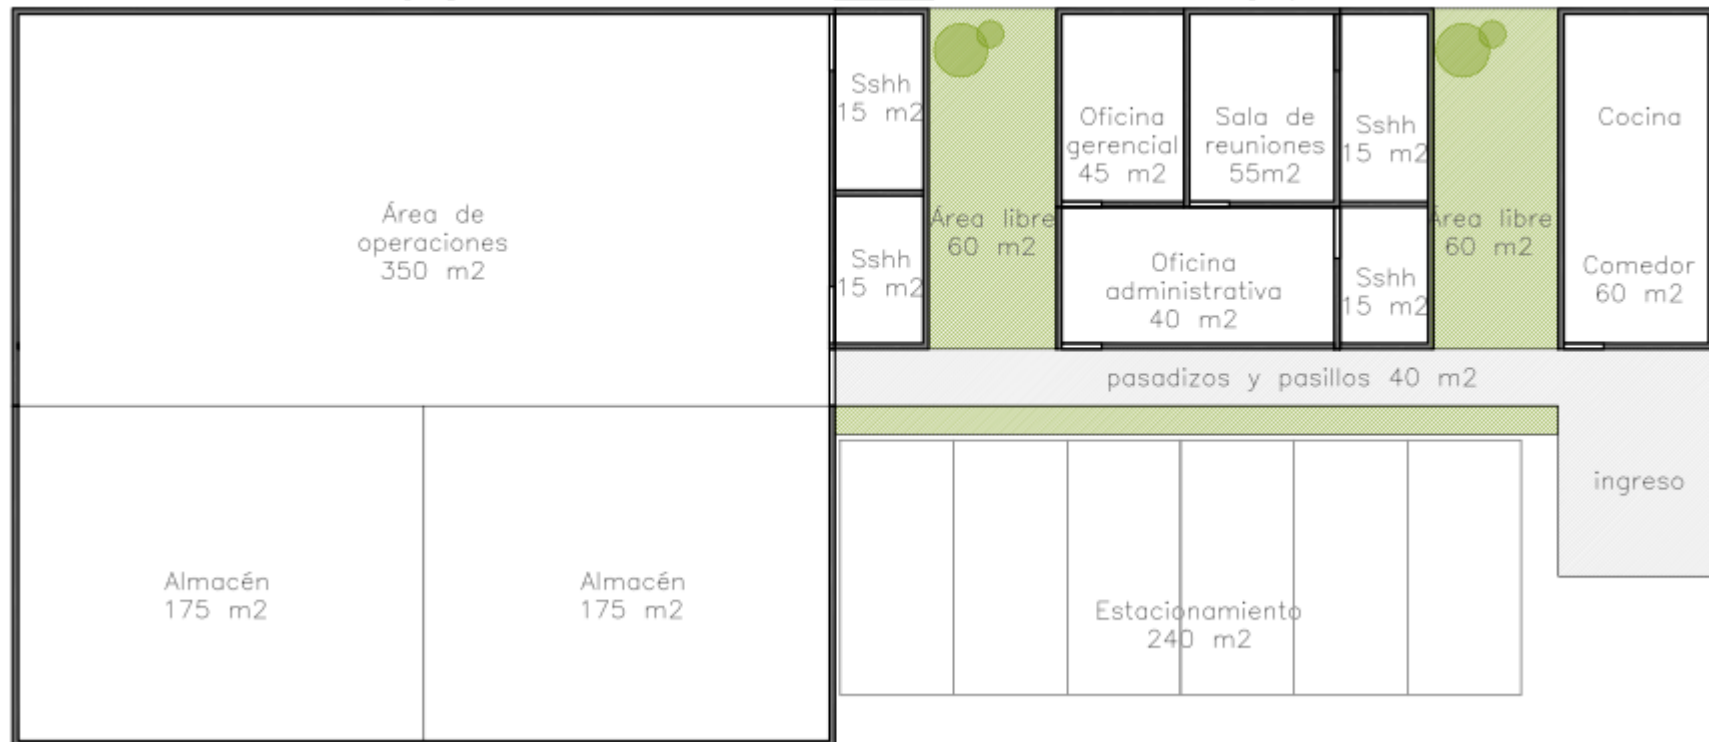 Área de
operaciones
350 m2
Almacén
175 m2
Almacén
175 m2
Sshh
15 m2
Sshh
15 m2
Área libre
60 m2
Oficina
gerencial
45 m2
Sala de
reuniones
55m2
Oficina
administrativa
40 m2
Sshh
15 m2
Sshh
15 m2
Área libre
60 m2
Cocina
Comedor
60 m2
pasadizos y pasillos 40 m2
ingreso
Estacionamiento
240 m2